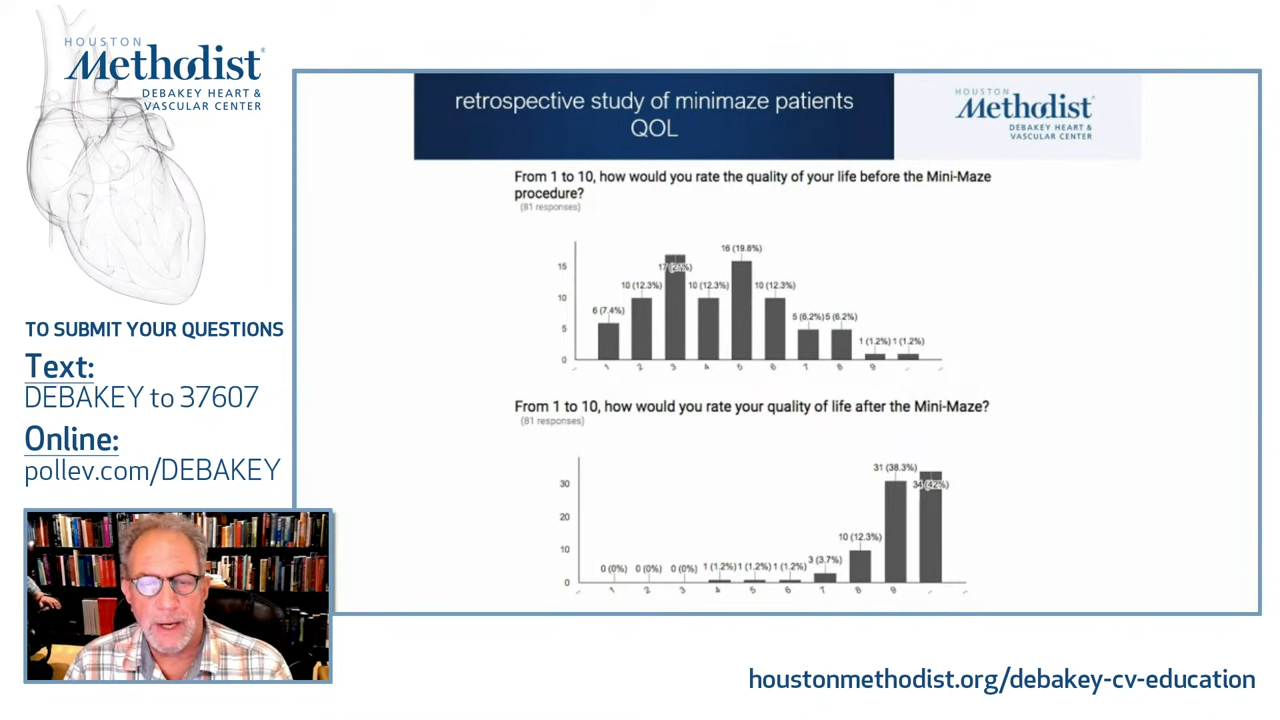 HOUSTON
Methodist®
DEBAKEY HEART &
VASCULAR CENTER
TO SUBMIT YOUR QUESTIONS
Text:
DEBAKEY to 37607
Online:
pollev.com/DEBAKEY
retrospective study of minimaze patients
QOL
HOUSTON
Methodist
DEBAKEY HEART &
VASCULAR CENTER
From 1 to 10, how would you rate the quality of your life before the Mini-Maze
procedure?
(81 responses)
15
10
5
0
6 (7.4%)
10 (12.3%)
17 (21%)
10 (12.3%)
16 (19.8%)
10 (12.3%)
5 (6.2%)
5 (6.2%)
1 (1.2%)
1 (1.2%)
1 2 3 4 5 6 7 8 9
From 1 to 10, how would you rate your quality of life after the Mini-Maze?
(81 responses)
30
20
10
0
0 (0%)
0 (0%)
0 (0%)
1 (1.2%)
1 (1.2%)
1 (1.2%)
3 (3.7%)
10 (12.3%)
31 (38.3%)
34 (42%)
1 2 3 4 5 6 7 8 9
houstonmethodist.org/debakey-cv-education